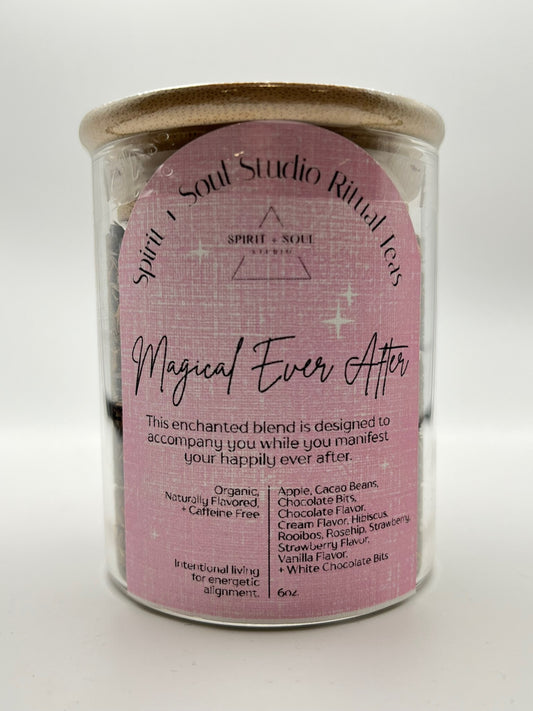 Spirit + Soul Studio Ritual Teas
SPIRIT + SOUL
STUDIO
Magical Ever After
This enchanted blend is designed to
accompany you while you manifest
your happily ever after.
Organic,
Naturally Flavored,
+ Caffeine Free
Intentional living
for energetic
alignment.
Apple, Cacao Beans,
Chocolate Bits,
Chocolate Flavor,
Cream Flavor, Hibiscus,
Rooibos, Rosehip, Strawberry,
Strawberry Flavor,
Vanilla Flavor,
+ White Chocolate Bits
6oz.